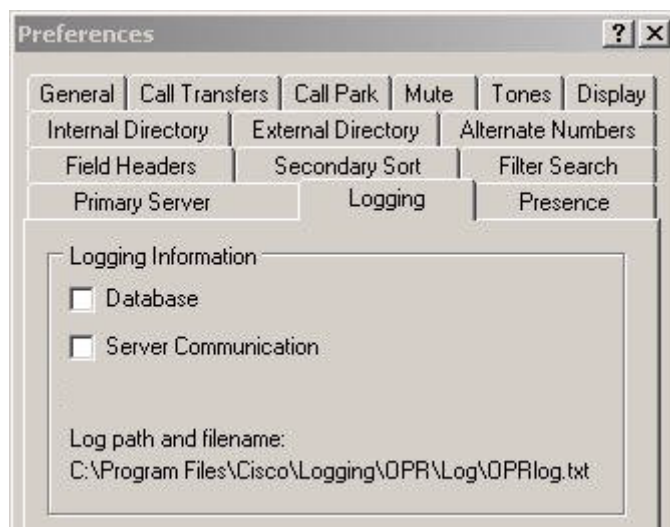 Preferences
General Call Transfers Call Park Mute Tones Display
Internal Directory External Directory Alternate Numbers
Field Headers Secondary Sort Filter Search
Primary Server Logging Presence
Logging Information
Database
Server Communication
Log path and filename:
C:\Program Files\Cisco\Logging\OPR\Log\OPRlog.txt